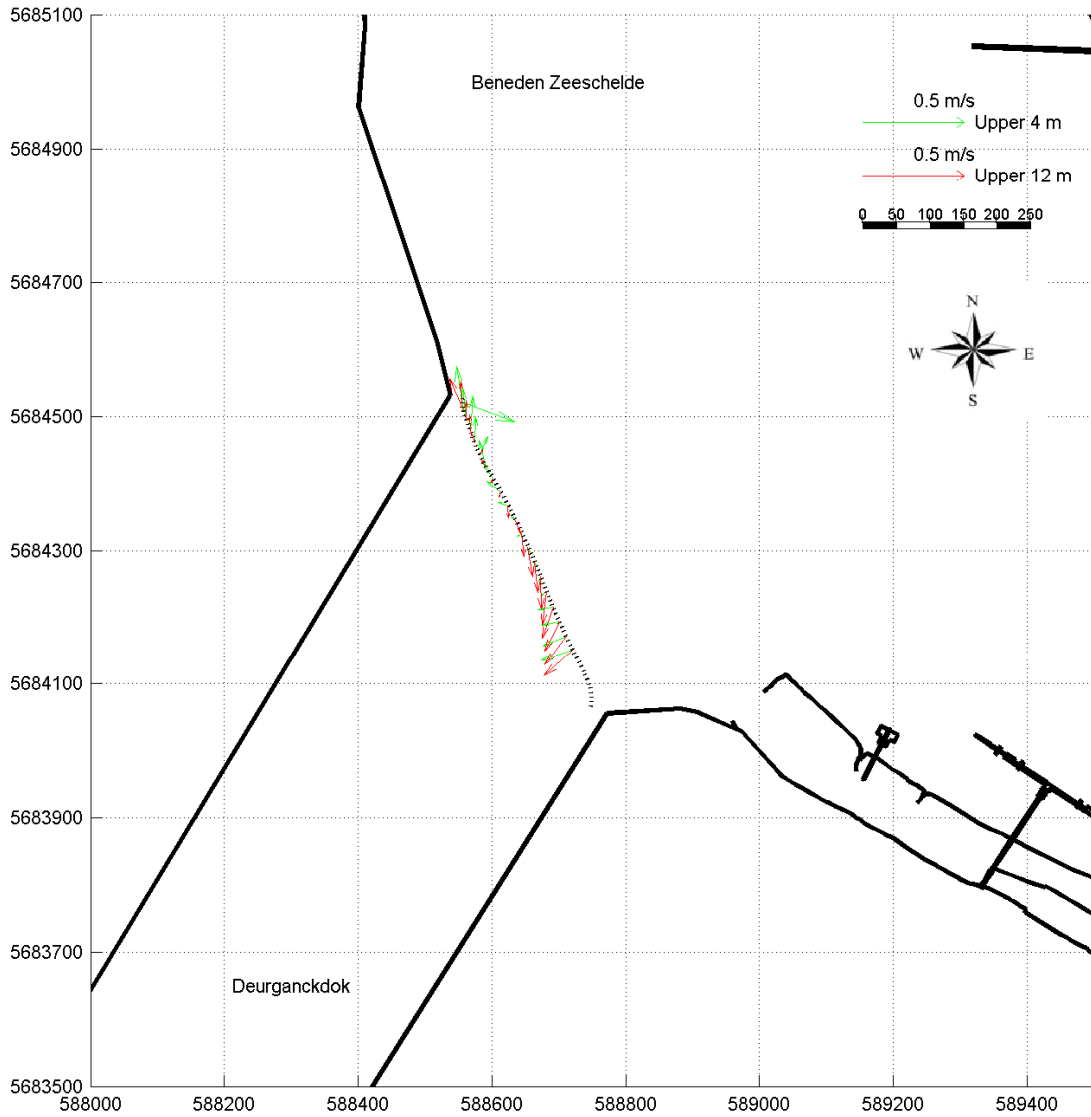 5685100
Beneden Zeeschelde
0.5 m/s
Upper 4 m
5684900
0.5 m/s
Upper 12 m
0 50 100 150 200 250
5684700
N
W E
S
5684500
5684300
5684100
5683900
5683700
Deurganckdok
5683500
588000 588200 588400 588600 588800 589000 589200 589400